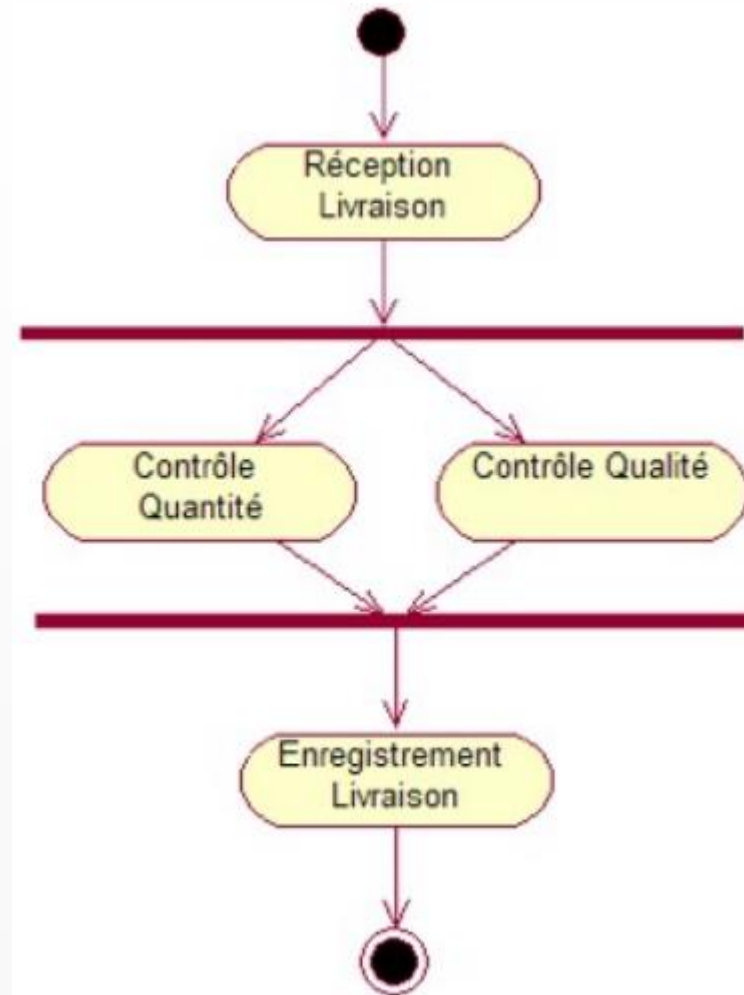 Réception
Livraison
Contrôle
Quantité
Contrôle Qualité
Enregistrement
Livraison